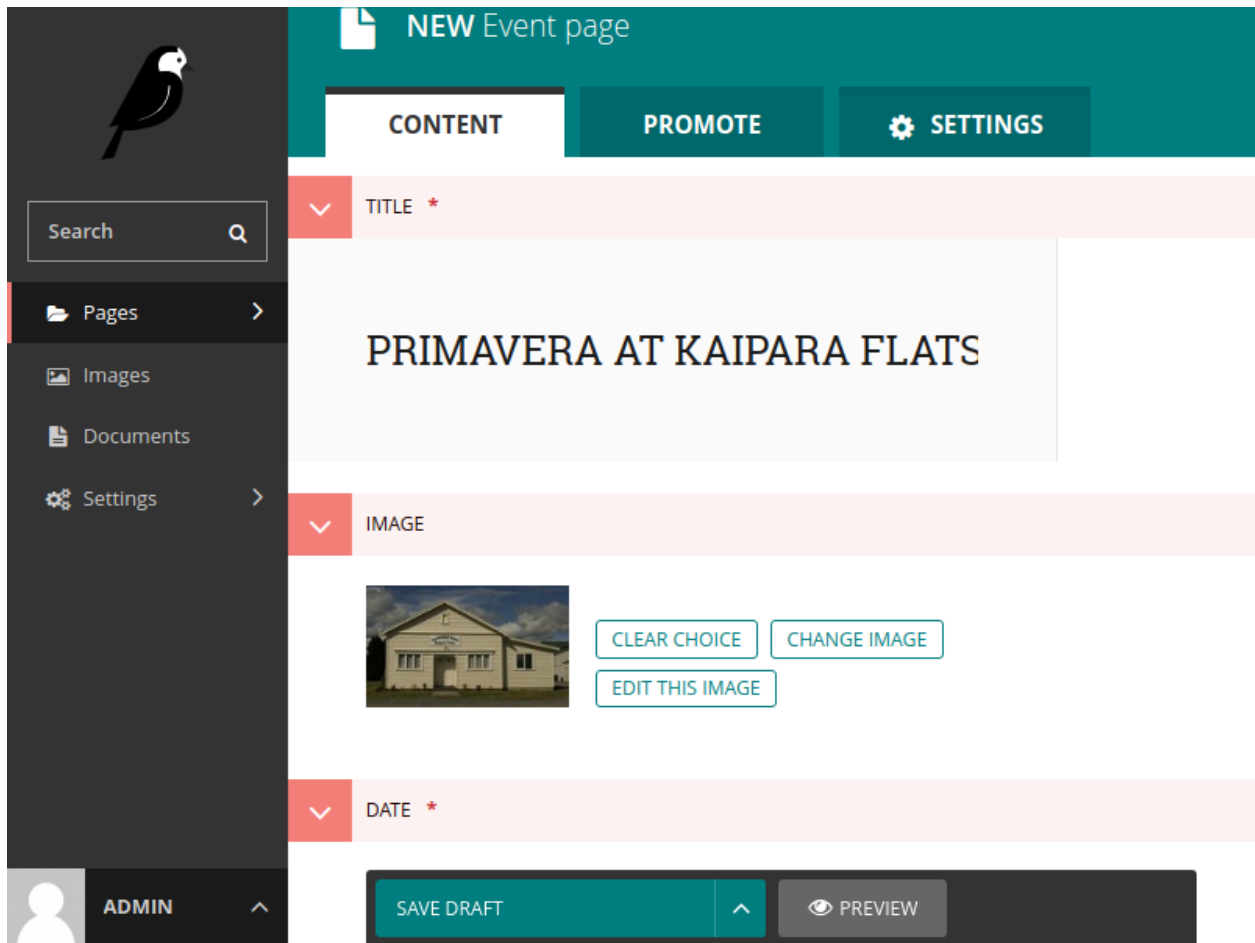 NEW Event page
CONTENT
PROMOTE
SETTINGS
Search
Pages
Images
Documents
Settings
ADMIN
TITLE *
PRIMAVERA AT KAIPARA FLATS
IMAGE
CLEAR CHOICE
CHANGE IMAGE
EDIT THIS IMAGE
DATE *
SAVE DRAFT
PREVIEW